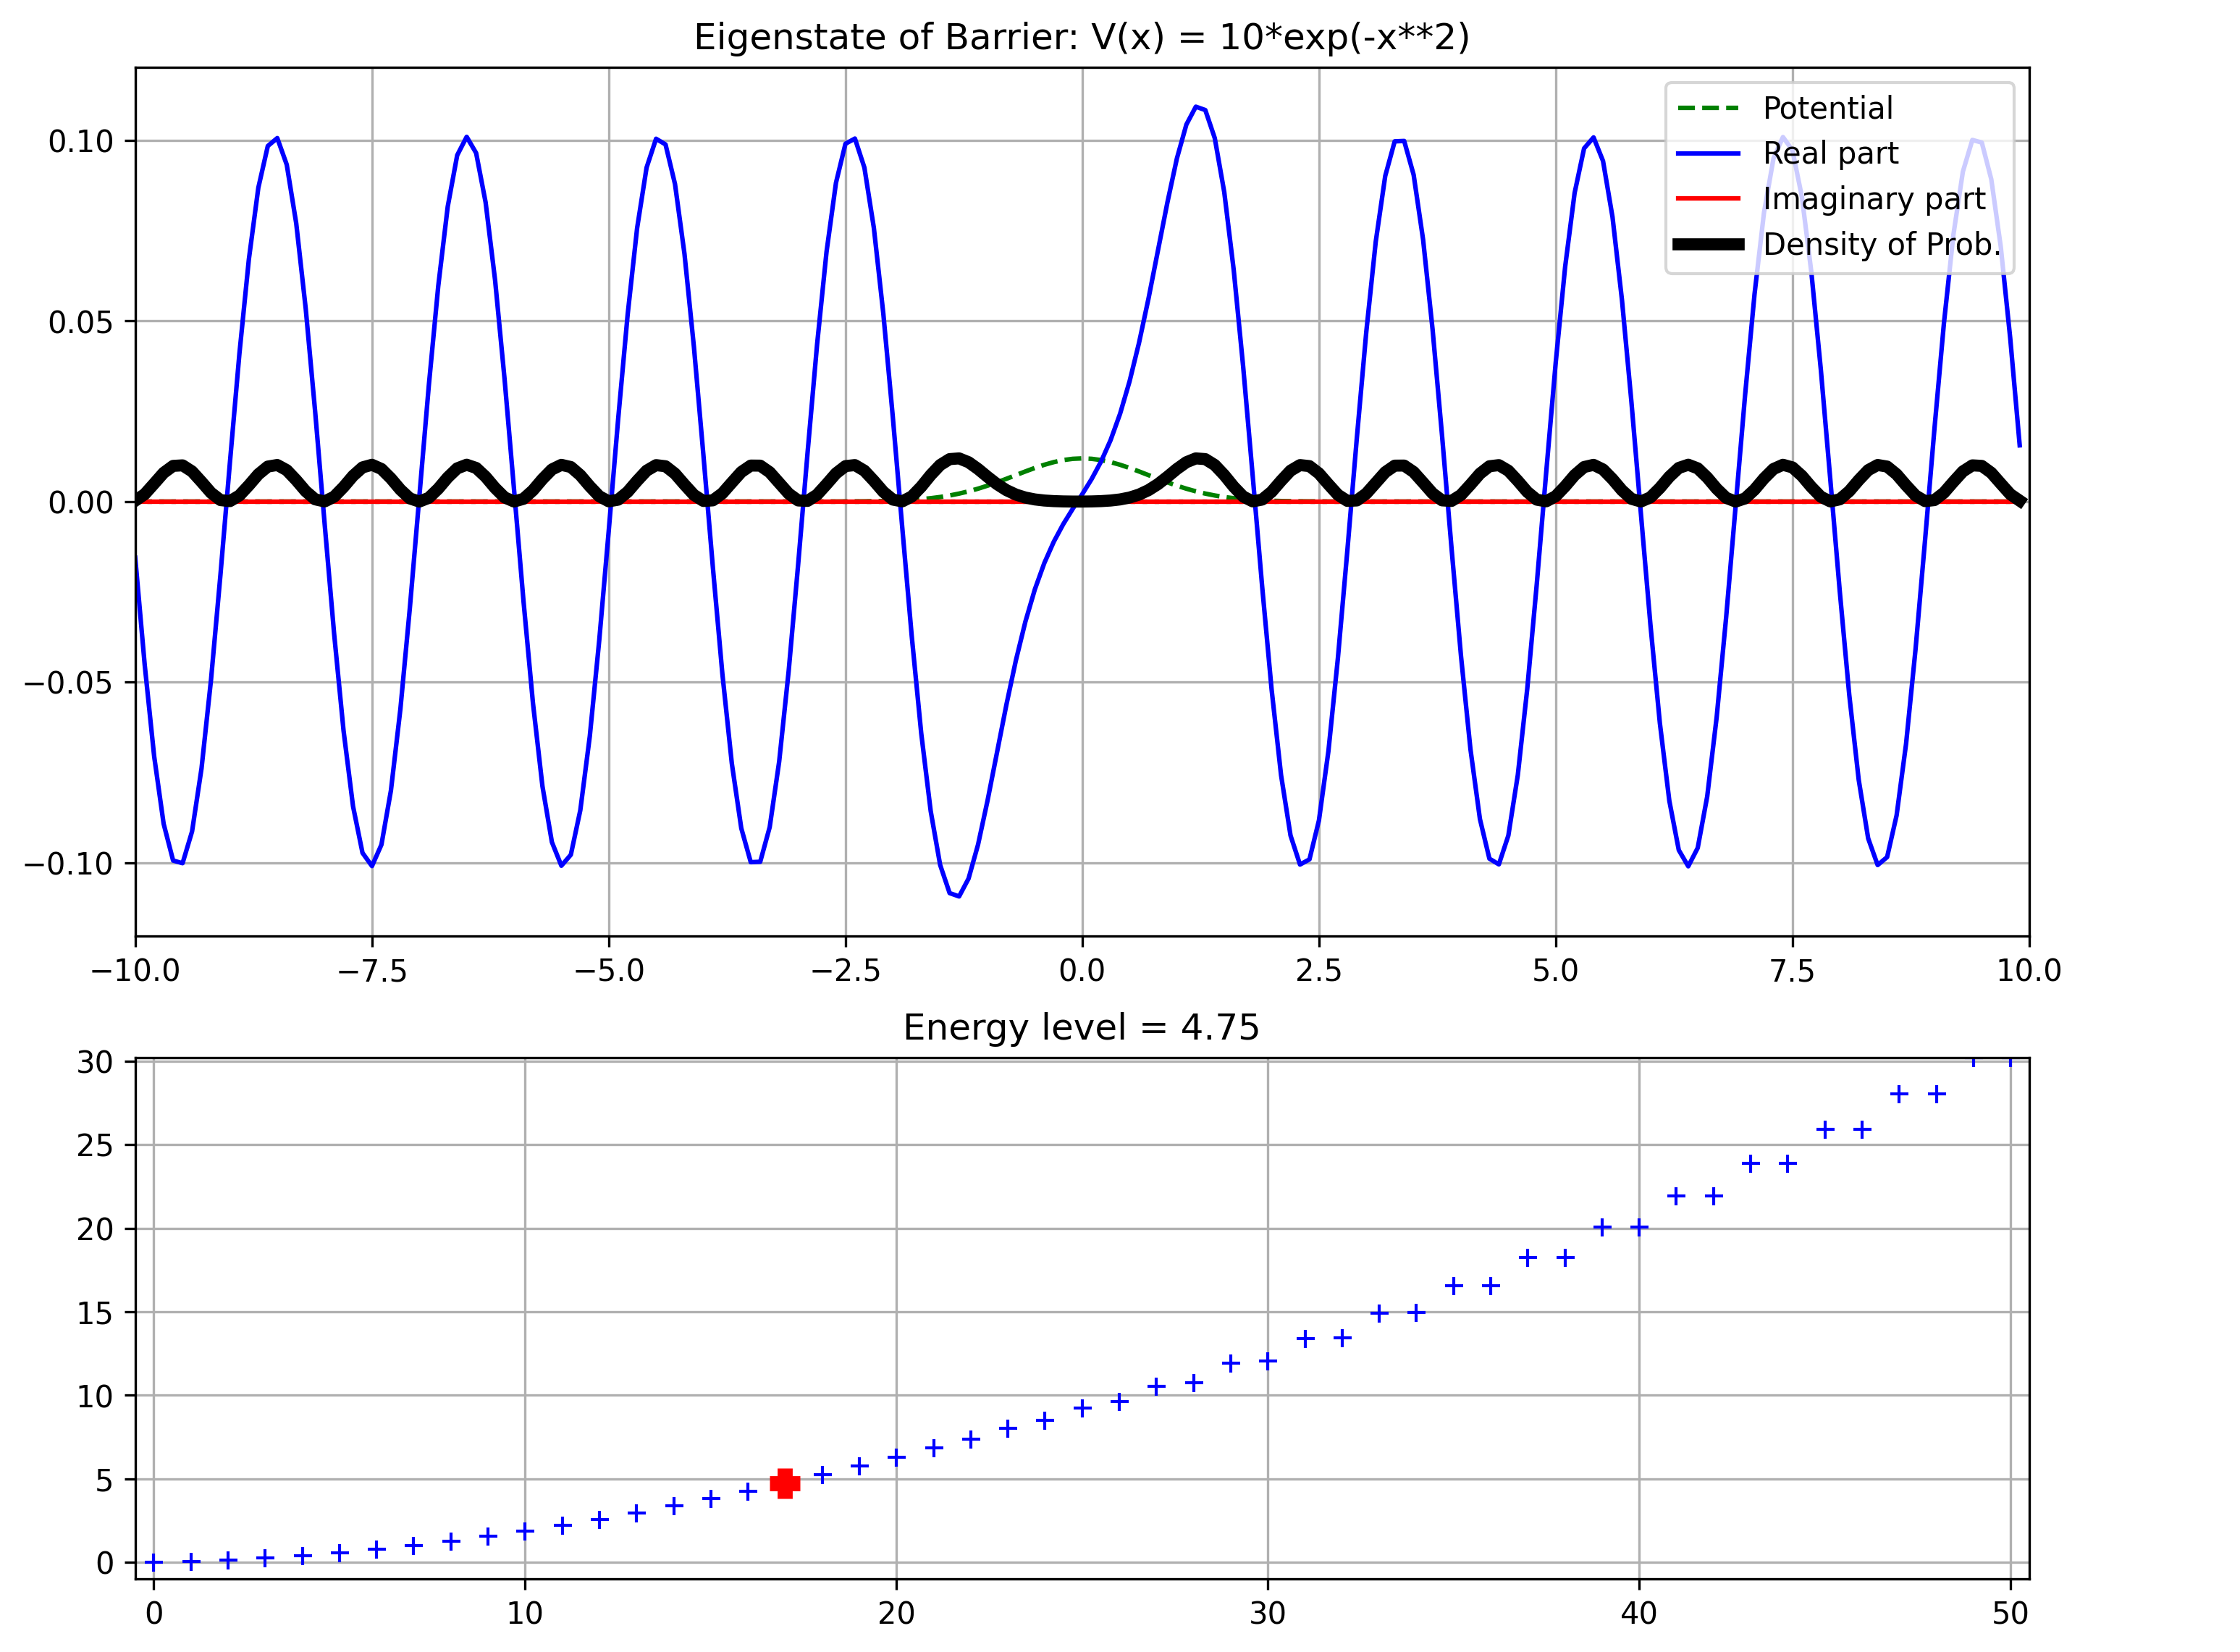 Eigenstate of Barrier: V(x) = 10*exp(-x**2)
Potential
Real part
Imaginary part
Density of Prob.
0.10
0.05
0.00
−0.05
−0.10
−10.0 −7.5 −5.0 −2.5 0.0 2.5 5.0 7.5 10.0
Energy level = 4.75
30
25
20
15
10
5
0
0 10 20 30 40 50